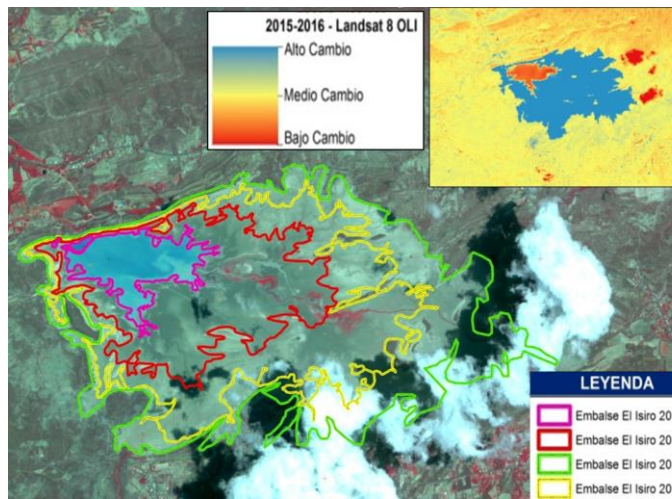 2015-2016 - Landsat 8 OLI
Alto Cambio
Medio Cambio
Bajo Cambio
LEYENDA
Embalse El Isiro 20
Embalse El Isiro 20
Embalse El Isiro 20
Embalse El Isiro 20